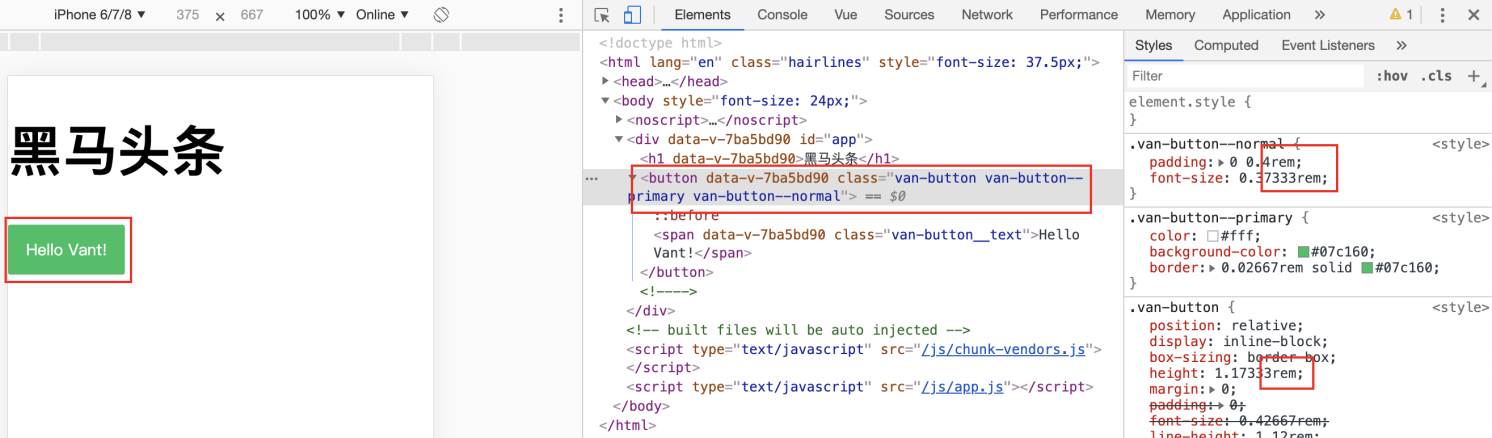 iPhone 6/7/8 ▼ 375 × 667 100% ▼ Online ▼
黑马头条
Hello Vant!
Elements Console Vue Sources Network Performance Memory Application » 1
<!doctype html>
<html lang="en" class="hairlines" style="font-size: 37.5px;">
▶<head>…</head>
▼<body style="font-size: 24px;">
▶<noscript>…</noscript>
▼<div data-v-7ba5bd90 id="app">
<h1 data-v-7ba5bd90>黑马头条</h1>
… ▼<button data-v-7ba5bd90 class="van-button van-button--
primary van-button--normal"> == $0
::before
<span data-v-7ba5bd90 class="van-button__text">Hello
Vant!</span>
</button>
<!---->
</div>
<!-- built files will be auto injected -->
<script type="text/javascript" src="/js/chunk-vendors.js">
</script>
<script type="text/javascript" src="/js/app.js"></script>
</body>
</html>
Styles Computed Event Listeners »
Filter :hov .cls +
element.style {
}
.van-button--normal { <style>
padding:▶ 0 0.4rem;
font-size: 0.37333rem;
}
.van-button--primary { <style>
color: #fff;
background-color: #07c160;
border:▶ 0.02667rem solid #07c160;
}
.van-button { <style>
position: relative;
display: inline-block;
box-sizing: border-box;
height: 1.17333rem;
margin:▶ 0;
padding:▶ 0;
font-size: 0.42667rem;
line-height: 1.12rem;